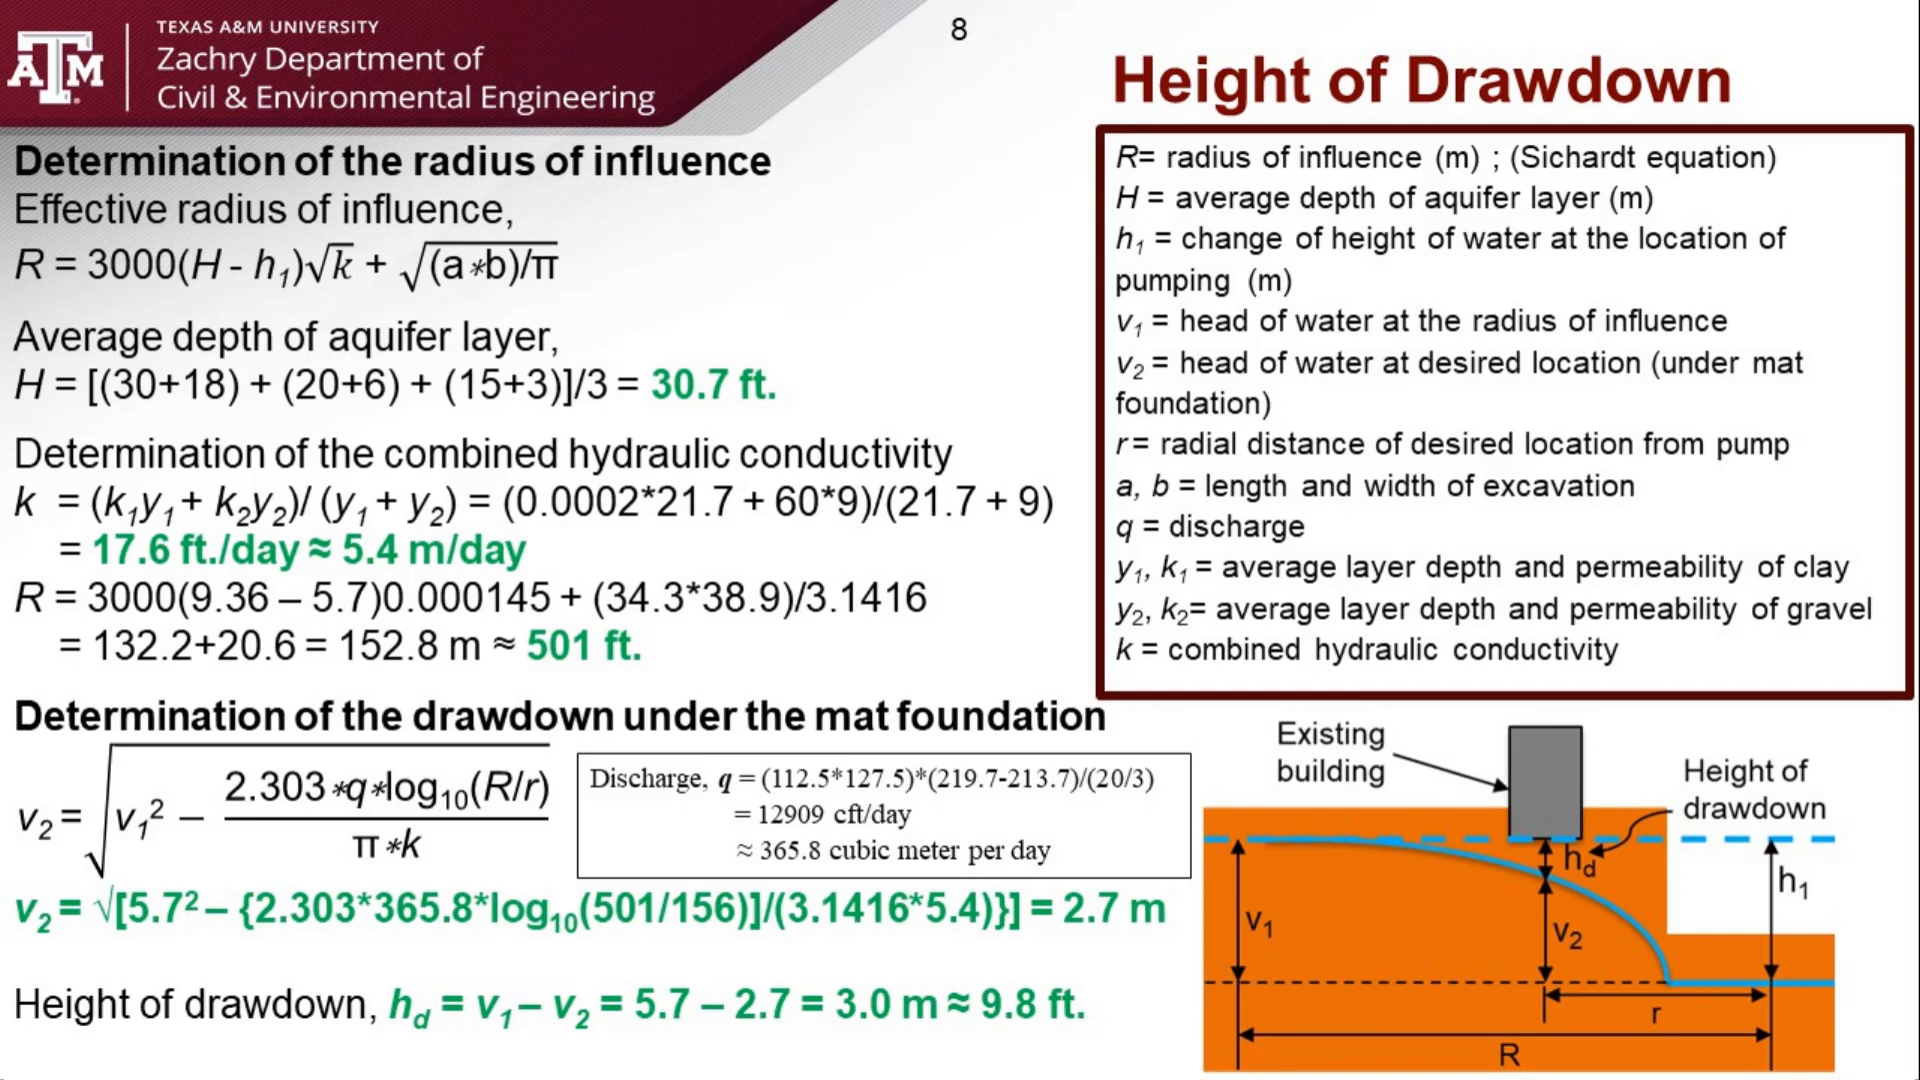 TEXAS A&M UNIVERSITY
Zachry Department of
Civil & Environmental Engineering
A|M
8
Height of Drawdown
Determination of the radius of influence
Effective radius of influence,
R = 3000(H - h₁)√k + √(a*b)/π
Average depth of aquifer layer,
H = [(30+18) + (20+6) + (15+3)]/3 = 30.7 ft.
Determination of the combined hydraulic conductivity
k = (k₁y₁ + k₂y₂)/ (y₁ + y₂) = (0.0002*21.7 + 60*9)/(21.7 + 9)
= 17.6 ft./day ≈ 5.4 m/day
R = 3000(9.36 – 5.7)0.000145 + (34.3*38.9)/3.1416
= 132.2+20.6 = 152.8 m ≈ 501 ft.
Determination of the drawdown under the mat foundation
v₂ = √v₁² – 2.303*q*log₁₀(R/r)
π*k
Discharge, q = (112.5*127.5)*(219.7-213.7)/(20/3)
= 12909 cft/day
≈ 365.8 cubic meter per day
v₂ = √[5.7² – {2.303*365.8*log₁₀(501/156)]/(3.1416*5.4)}] = 2.7 m
Height of drawdown, h_d = v₁ – v₂ = 5.7 – 2.7 = 3.0 m ≈ 9.8 ft.
R= radius of influence (m) ; (Sichardt equation)
H = average depth of aquifer layer (m)
h₁ = change of height of water at the location of
pumping (m)
v₁ = head of water at the radius of influence
v₂ = head of water at desired location (under mat
foundation)
r = radial distance of desired location from pump
a, b = length and width of excavation
q = discharge
y₁, k₁ = average layer depth and permeability of clay
y₂, k₂= average layer depth and permeability of gravel
k = combined hydraulic conductivity
Existing
building
Height of
drawdown
h_d
h₁
v₁
v₂
r
R